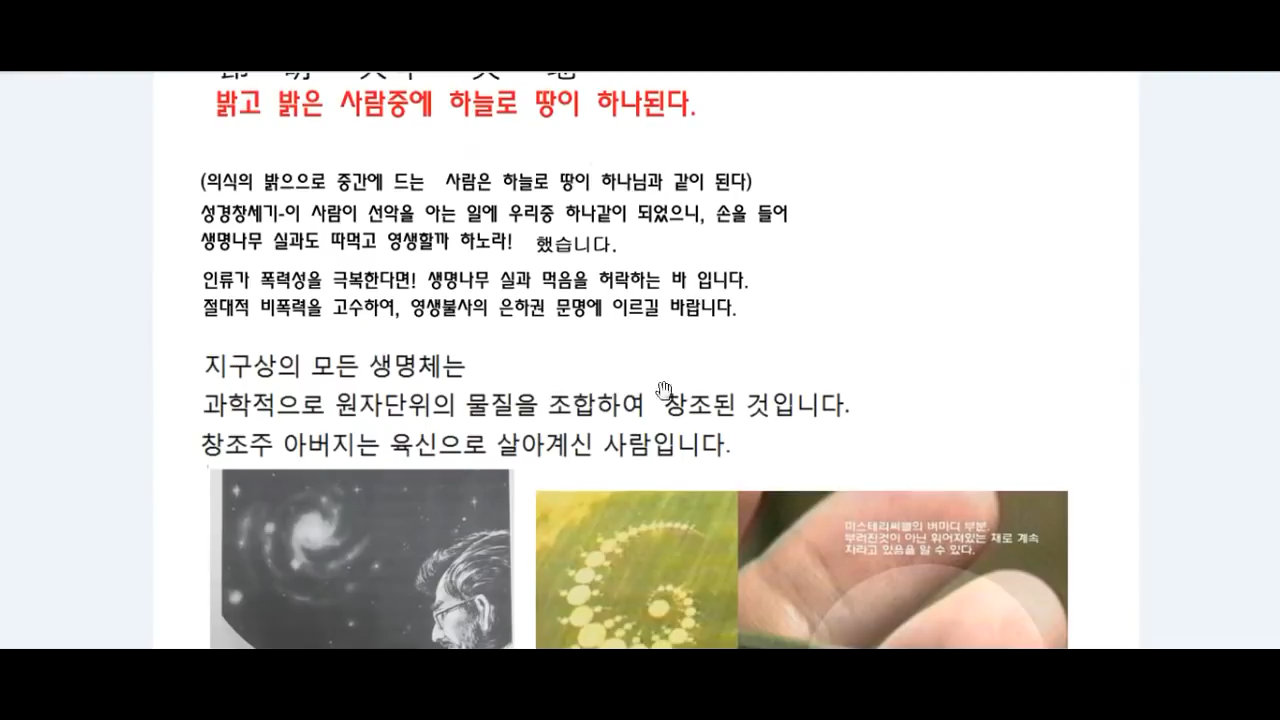 밝고 밝은 사람중에 하늘로 땅이 하나된다.
(의식의 밝으으로 중간에 드는 사람은 하늘로 땅이 하나님과 같이 된다)
성경창세기-이 사람이 선악을 아는 일에 우리중 하나같이 되었으니, 손을 들어
생명나무 실과도 따먹고 영생할까 하노라! 했습니다.
인류가 폭력성을 극복한다면! 생명나무 실과 먹음을 허락하는 바 입니다.
절대적 비폭력을 고수하여, 영생불사의 은하권 문명에 이르길 바랍니다.
지구상의 모든 생명체는
과학적으로 원자단위의 물질을 조합하여 창조된 것입니다.
창조주 아버지는 육신으로 살아계신 사람입니다.
미스테리써클의 버마디 부분.
부러진것이 아닌 휘어져있는 채로 계속
자라고 있음을 알 수 있다.